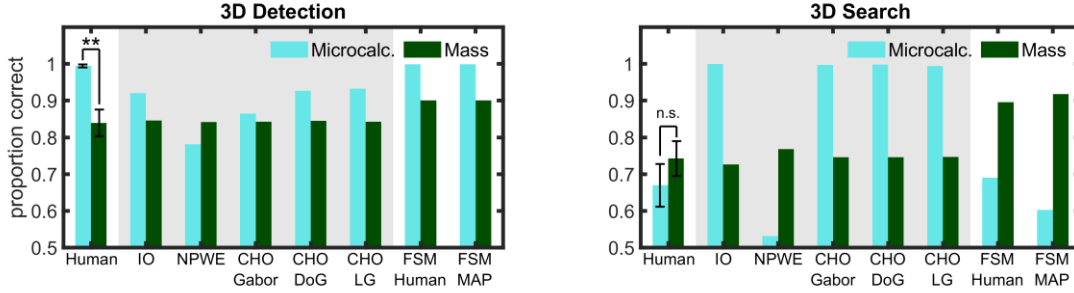 3D Detection
Microcalc. Mass
**
proportion correct
1
0.9
0.8
0.7
0.6
0.5
Human IO NPWE CHO CHO CHO FSM FSM
Gabor DoG LG Human MAP
3D Search
Microcalc. Mass
n.s.
1
0.9
0.8
0.7
0.6
0.5
Human IO NPWE CHO CHO CHO FSM FSM
Gabor DoG LG Human MAP